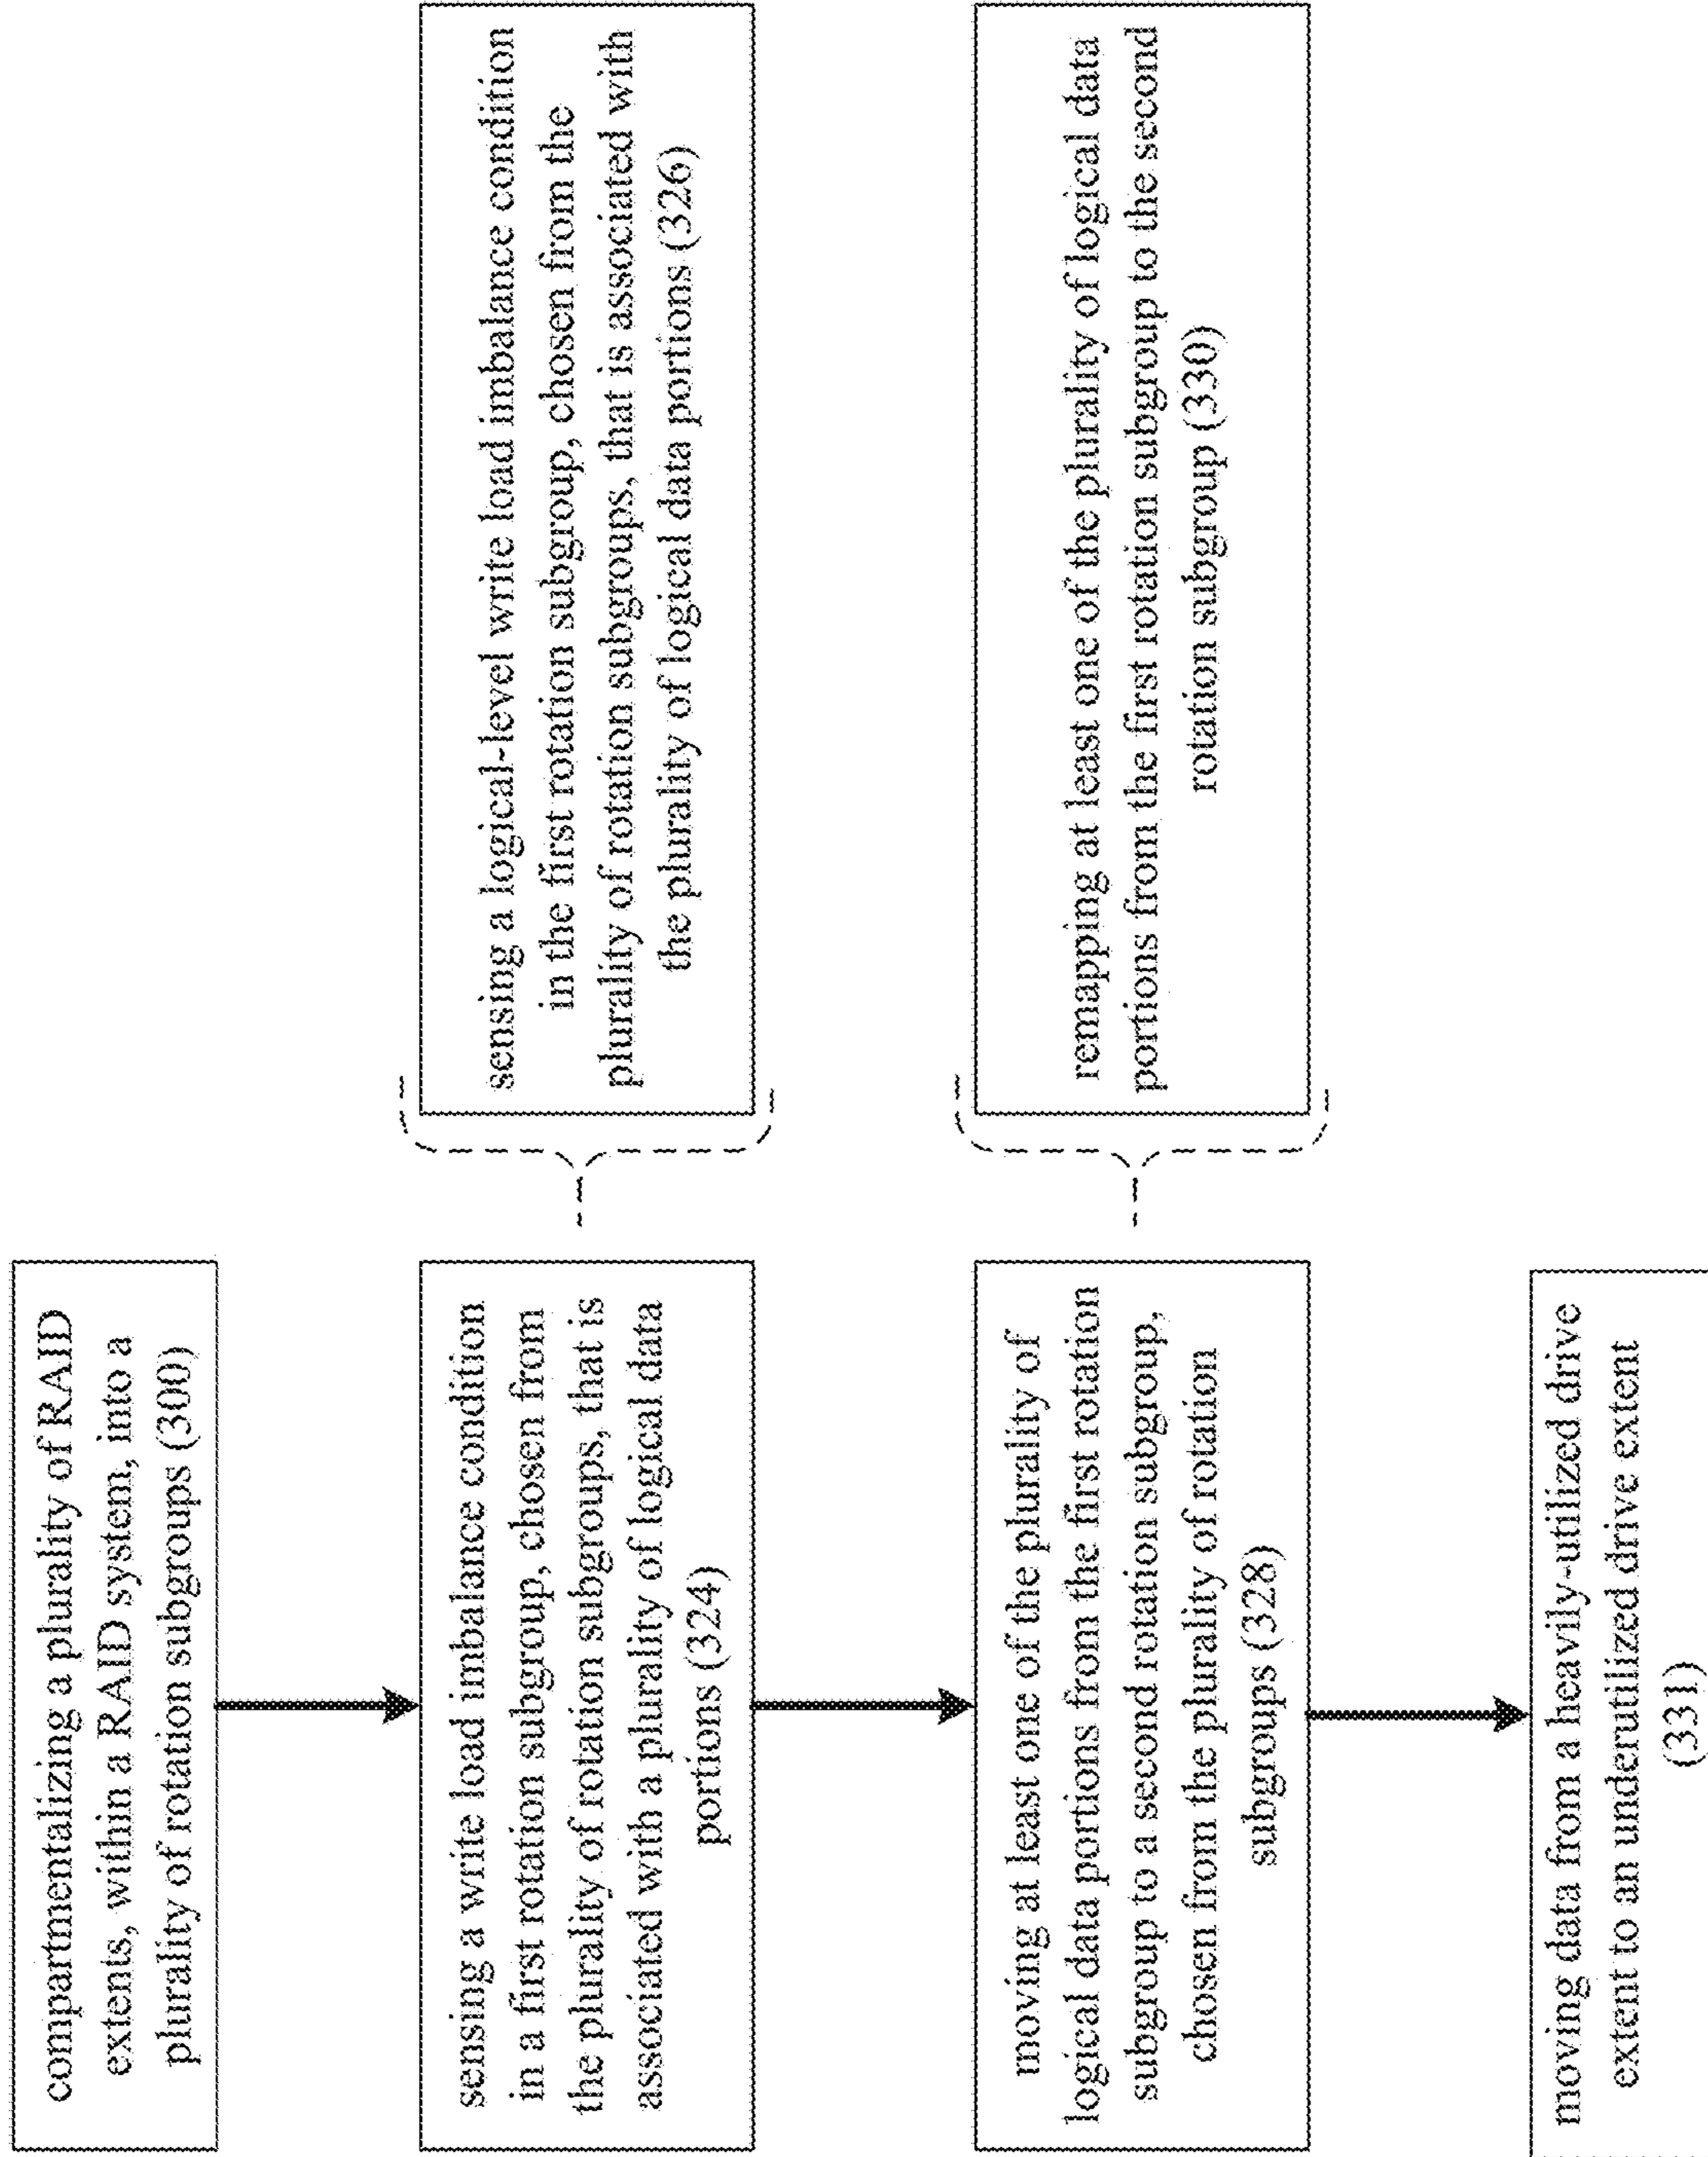 compartmentalizing a plurality of RAID
extents, within a RAID system, into a
plurality of rotation subgroups (300)
sensing a write load imbalance condition
in a first rotation subgroup, chosen from
the plurality of rotation subgroups, that is
associated with a plurality of logical data
portions (324)
sensing a logical-level write load imbalance condition
in the first rotation subgroup, chosen from the
plurality of rotation subgroups, that is associated with
the plurality of logical data portions (326)
moving at least one of the plurality of
logical data portions from the first rotation
subgroup to a second rotation subgroup,
chosen from the plurality of rotation
subgroups (328)
remapping at least one of the plurality of logical data
portions from the first rotation subgroup to the second
rotation subgroup (330)
moving data from a heavily-utilized drive
extent to an underutilized drive extent
(331)